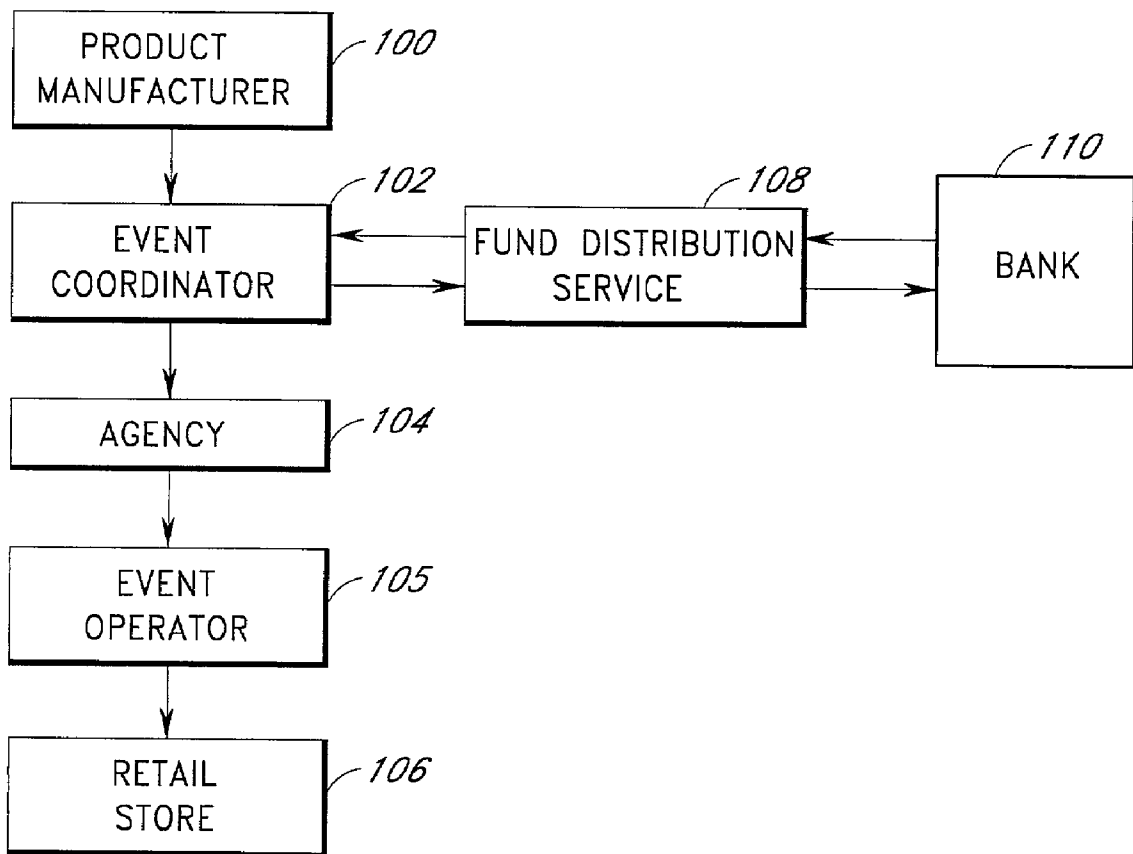 PRODUCT
MANUFACTURER
100
EVENT
COORDINATOR
102
FUND DISTRIBUTION
SERVICE
108
BANK
110
AGENCY
104
EVENT
OPERATOR
105
RETAIL
STORE
106